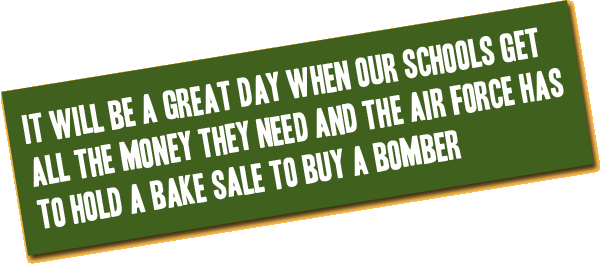 IT WILL BE A GREAT DAY WHEN OUR SCHOOLS GET
ALL THE MONEY THEY NEED AND THE AIR FORCE HAS
TO HOLD A BAKE SALE TO BUY A BOMBER